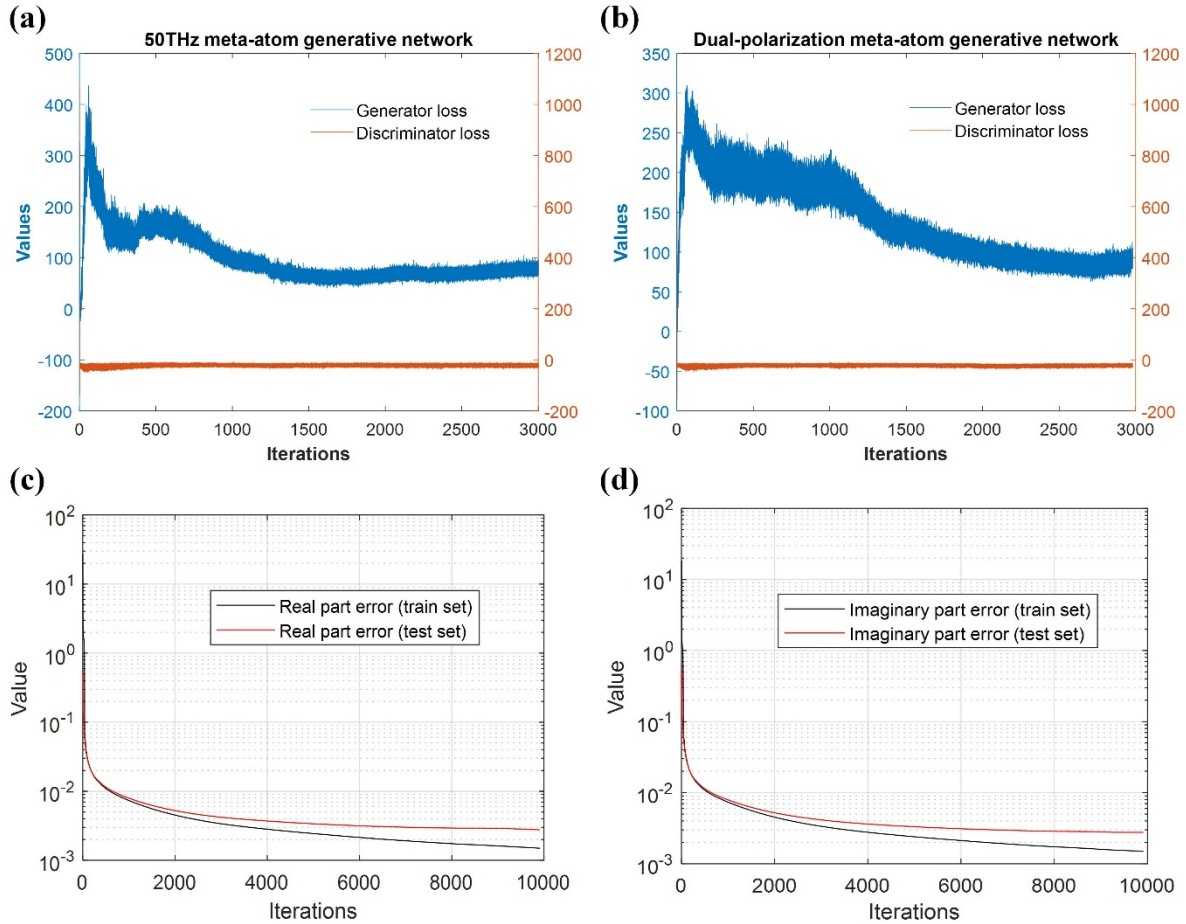 (a)
50THz meta-atom generative network
500
400
300
200
100
0
-100
-200
Values
1200
1000
800
600
400
200
0
-200
Generator loss
Discriminator loss
0 500 1000 1500 2000 2500 3000
Iterations
(b)
Dual-polarization meta-atom generative network
350
300
250
200
150
100
50
0
-50
-100
Values
1200
1000
800
600
400
200
0
-200
Generator loss
Discriminator loss
0 500 1000 1500 2000 2500 3000
Iterations
(c)
10^2
10^1
10^0
10^-1
10^-2
10^-3
Value
Real part error (train set)
Real part error (test set)
0 2000 4000 6000 8000 10000
Iterations
(d)
10^2
10^1
10^0
10^-1
10^-2
10^-3
Value
Imaginary part error (train set)
Imaginary part error (test set)
0 2000 4000 6000 8000 10000
Iterations